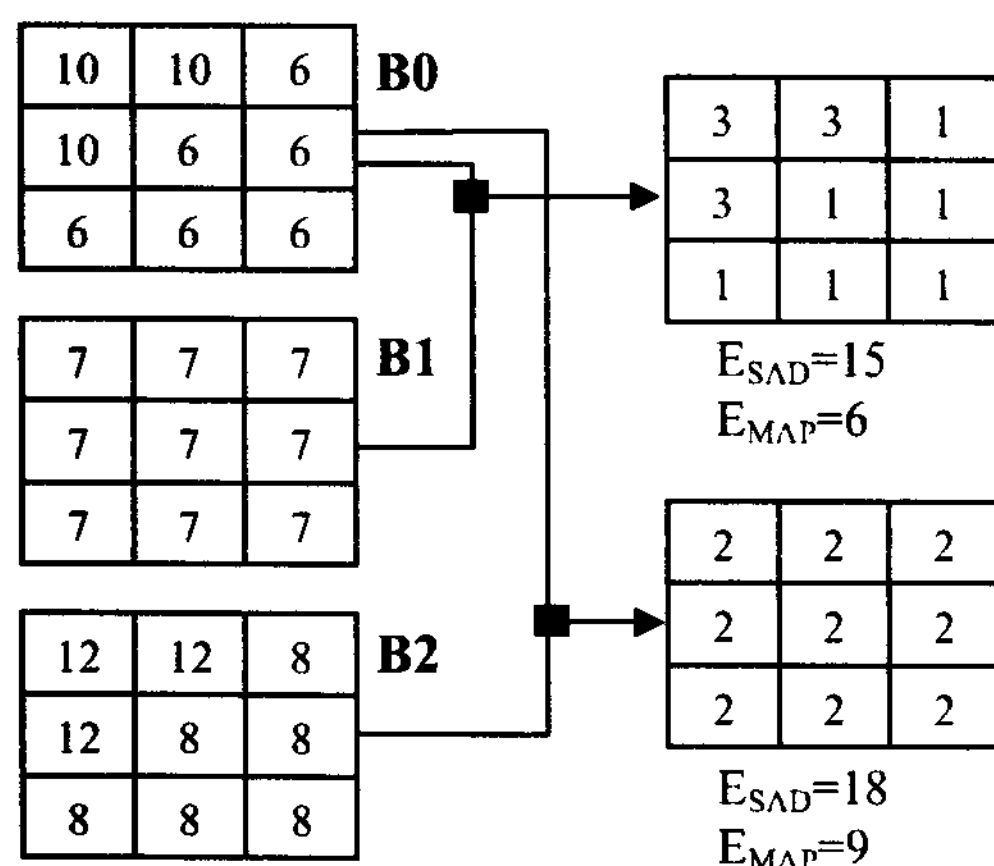 10 10 6
10 6 6
6 6 6
B0
7 7 7
7 7 7
7 7 7
B1
12 12 8
12 8 8
8 8 8
B2
3 3 1
3 1 1
1 1 1
E_SAD=15
E_MAP=6
2 2 2
2 2 2
2 2 2
E_SAD=18
E_MAP=9